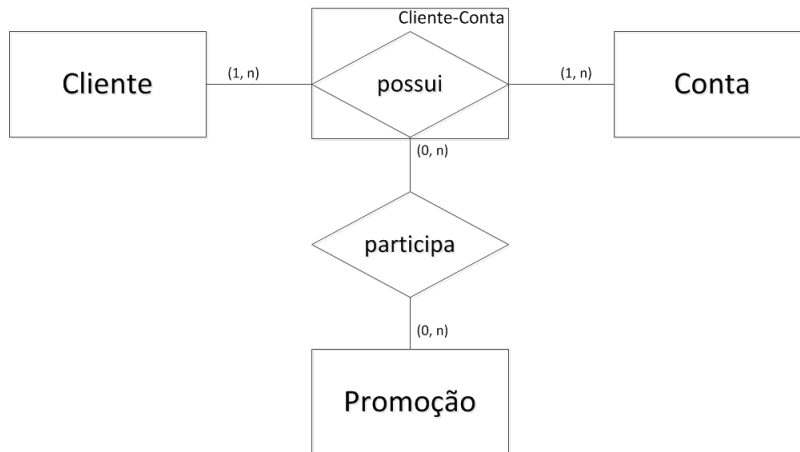 Cliente-Conta
Cliente
(1, n)
possui
(1, n)
Conta
(0, n)
participa
(0, n)
Promoção